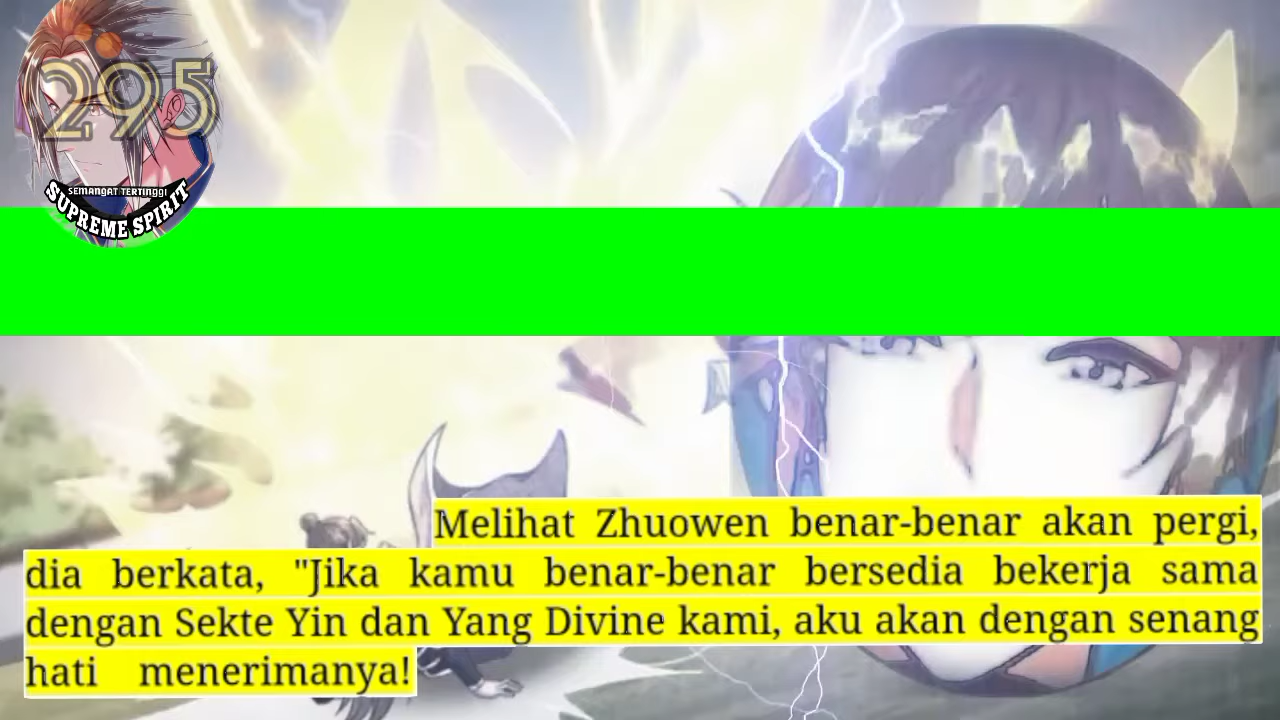 295
SEMANGAT TERTINGGI
SUPREME SPIRIT
Melihat Zhuowen benar-benar akan pergi,
dia berkata, "Jika kamu benar-benar bersedia bekerja sama
dengan Sekte Yin dan Yang Divine kami, aku akan dengan senang
hati menerimanya!